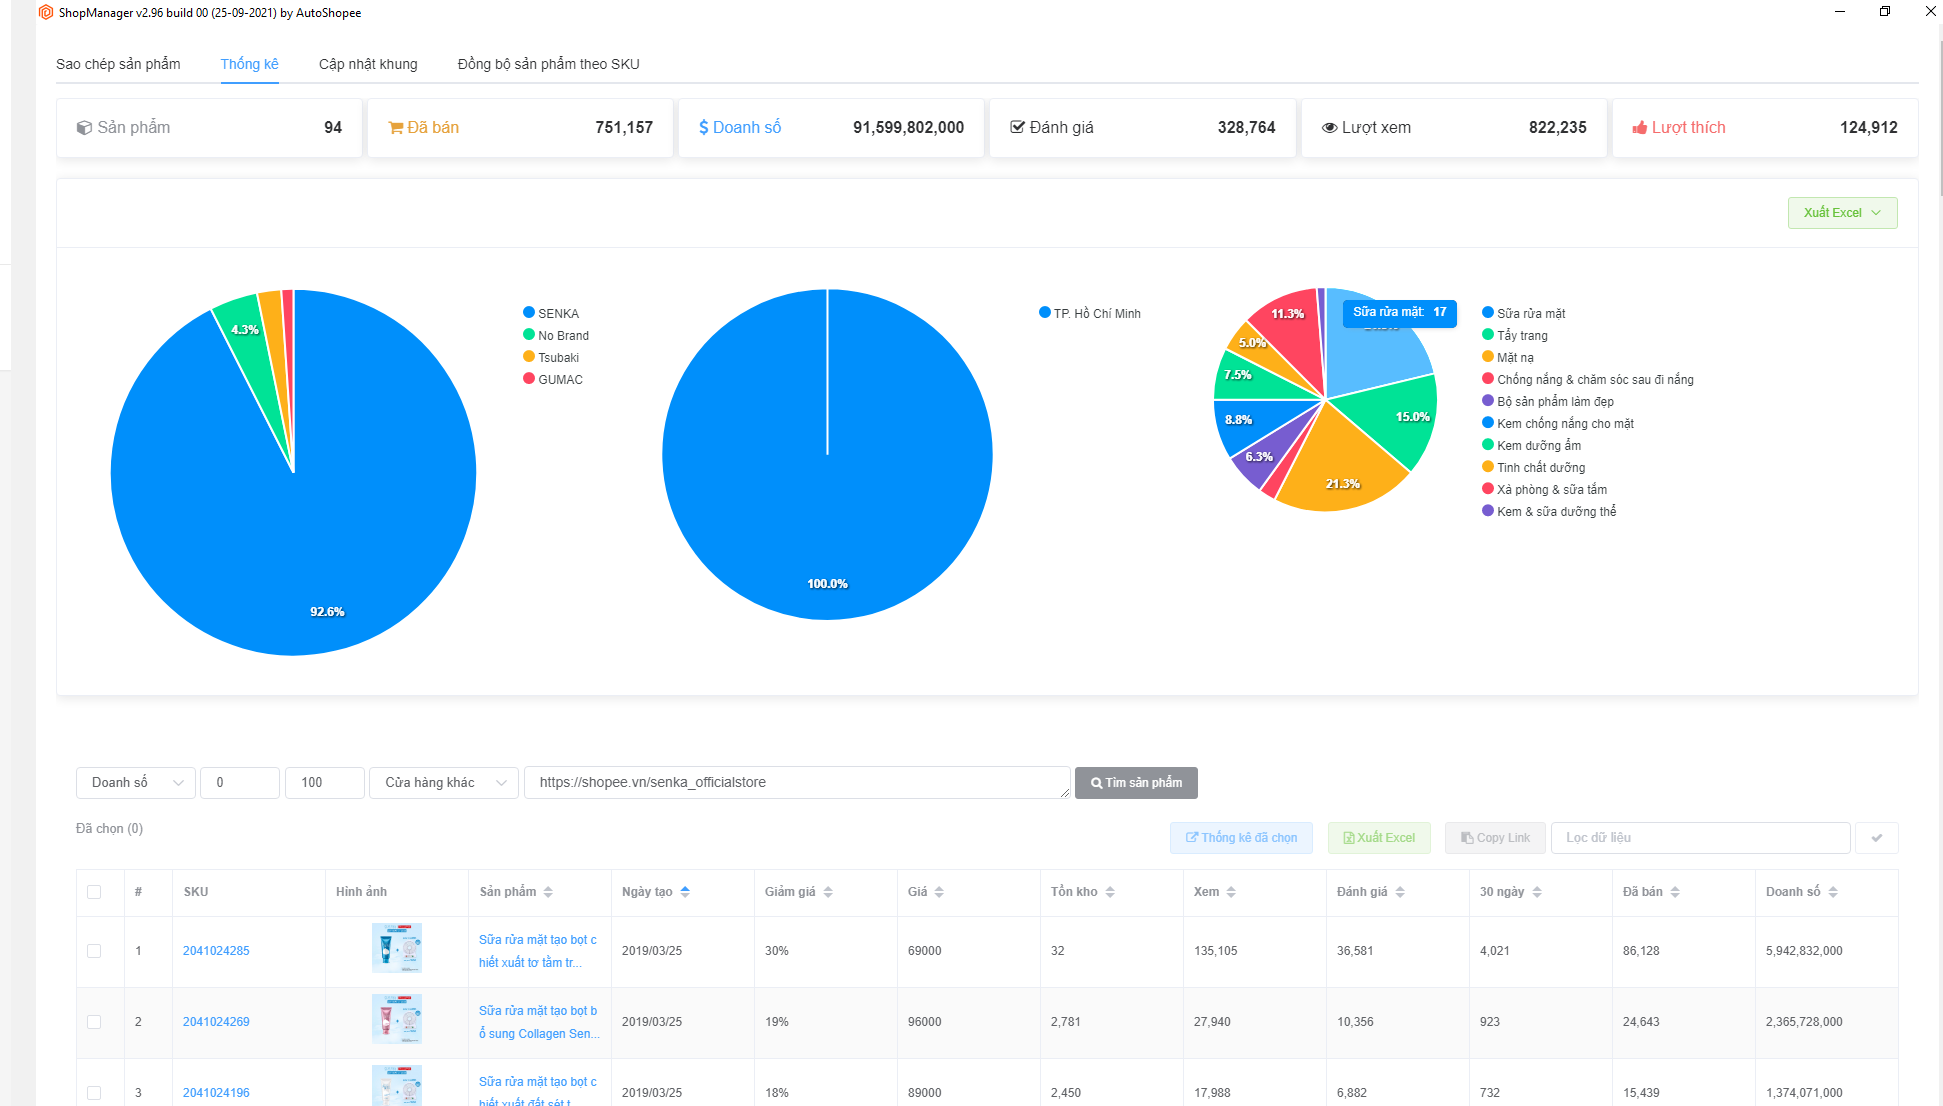 ShopManager v2.96 build 00 (25-09-2021) by AutoShopee
Sao chép sản phẩm
Thống kê
Cập nhật khung
Đồng bộ sản phẩm theo SKU
Sản phẩm 94
Đã bán 751,157
Doanh số 91,599,802,000
Đánh giá 328,764
Lượt xem 822,235
Lượt thích 124,912
Xuất Excel
4.3%
92.6%
SENKA
No Brand
Tsubaki
GUMAC
100.0%
TP. Hồ Chí Minh
11.3%
5.0%
7.5%
8.8%
6.3%
21.3%
15.0%
Sữa rửa mặt: 17
Sữa rửa mặt
Tẩy trang
Mặt nạ
Chống nắng & chăm sóc sau đi nắng
Bộ sản phẩm làm đẹp
Kem chống nắng cho mặt
Kem dưỡng ẩm
Tinh chất dưỡng
Xà phòng & sữa tắm
Kem & sữa dưỡng thể
Doanh số 0 100 Cửa hàng khác https://shopee.vn/senka_officialstore Tìm sản phẩm
Đã chọn (0)
Thống kê đã chọn Xuất Excel Copy Link Lọc dữ liệu
# SKU Hình ảnh Sản phẩm Ngày tạo Giảm giá Giá Tồn kho Xem Đánh giá 30 ngày Đã bán Doanh số
1 2041024285 Sữa rửa mặt tạo bọt c 2019/03/25 30% 69000 32 135,105 36,581 4,021 86,128 5,942,832,000
hiết xuất tơ tằm tr...
2 2041024269 Sữa rửa mặt tạo bọt b 2019/03/25 19% 96000 2,781 27,940 10,356 923 24,643 2,365,728,000
ổ sung Collagen Sen...
3 2041024196 Sữa rửa mặt tạo bọt c 2019/03/25 18% 89000 2,450 17,988 6,882 732 15,439 1,374,071,000
hiết xuất đất sét t